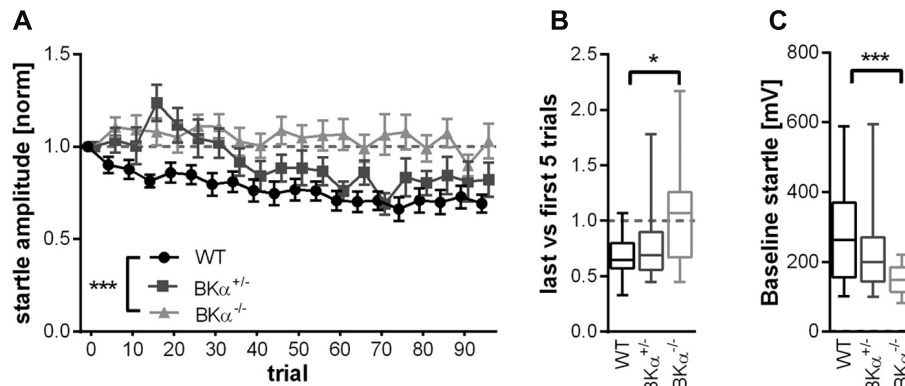 A
startle amplitude [norm]
1.5
1.0
0.5
0.0
0 10 20 30 40 50 60 70 80 90
trial
***
WT
BKα+/-
BKα-/-
B
last vs first 5 trials
2.5
2.0
1.5
1.0
0.5
0.0
*
WT
BKα+/-
BKα-/-
C
Baseline startle [mV]
800
600
400
200
0
***
WT
BKα+/-
BKα-/-